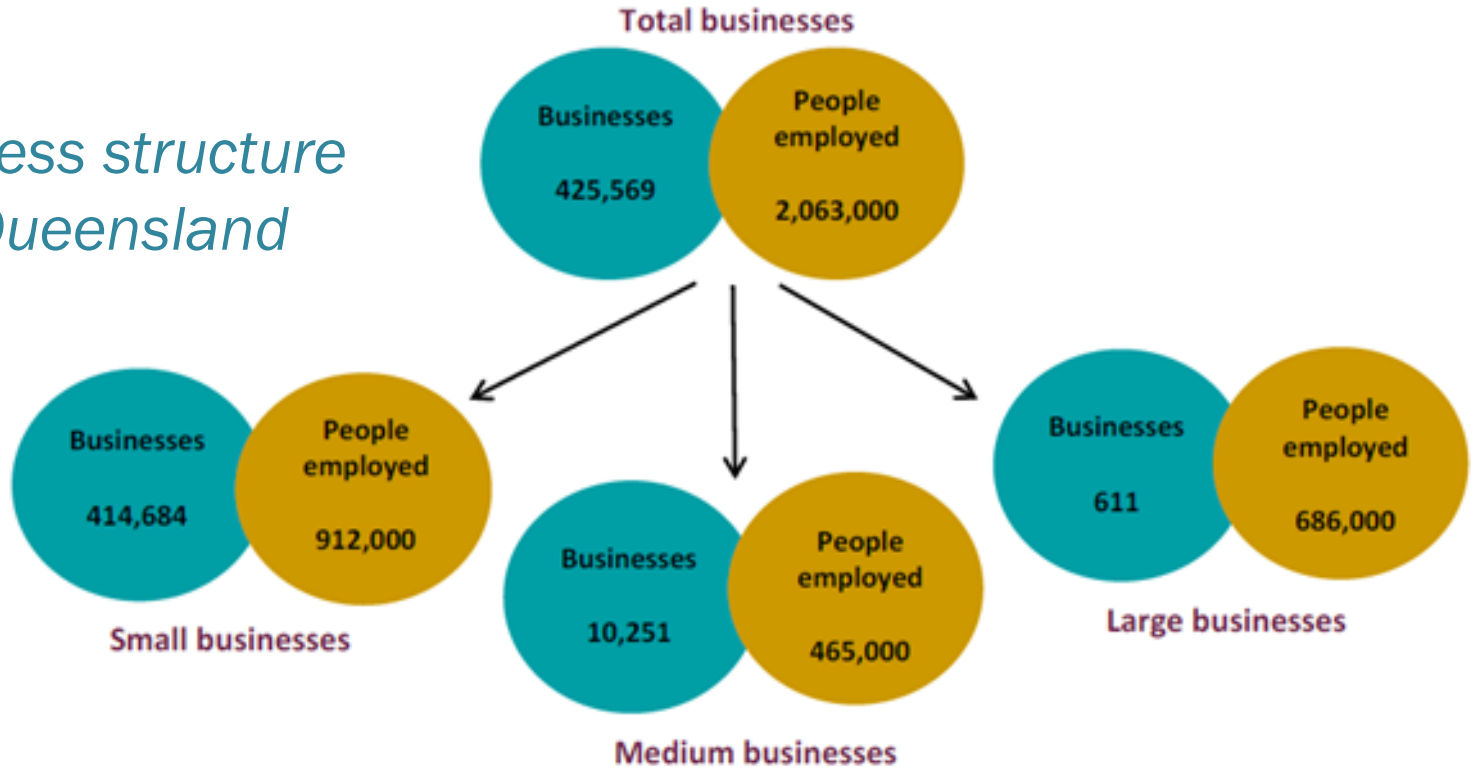 Total businesses
ess structure
Queensland
Businesses
425,569
People
employed
2,063,000
Businesses
414,684
People
employed
912,000
Small businesses
Businesses
10,251
People
employed
465,000
Medium businesses
Businesses
611
People
employed
686,000
Large businesses